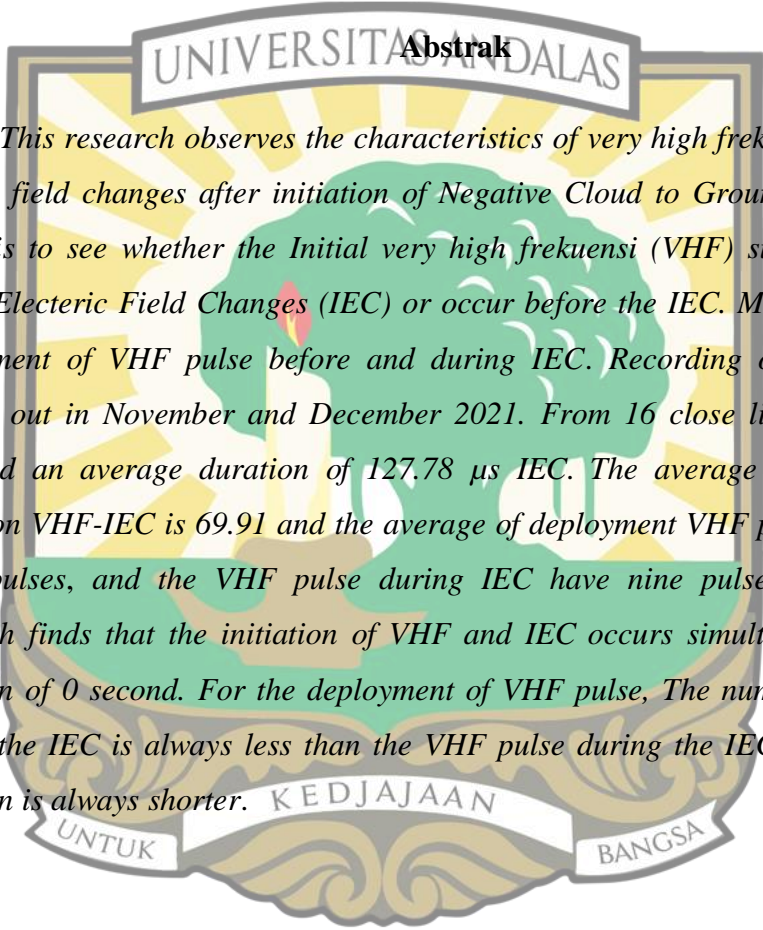 UNIVERSITAS ANDALAS
Abstrak
This research observes the characteristics of very high frek
field changes after initiation of Negative Cloud to Groun
is to see whether the Initial very high frekuensi (VHF) si
Electeric Field Changes (IEC) or occur before the IEC. M
ment of VHF pulse before and during IEC. Recording o
out in November and December 2021. From 16 close li
d an average duration of 127.78 μs IEC. The average
on VHF-IEC is 69.91 and the average of deployment VHF p
pulses, and the VHF pulse during IEC have nine pulse
h finds that the initiation of VHF and IEC occurs simult
n of 0 second. For the deployment of VHF pulse, The nu
the IEC is always less than the VHF pulse during the IEC
n is always shorter.
KEDJAJAAN
UNTUK
BANGSA